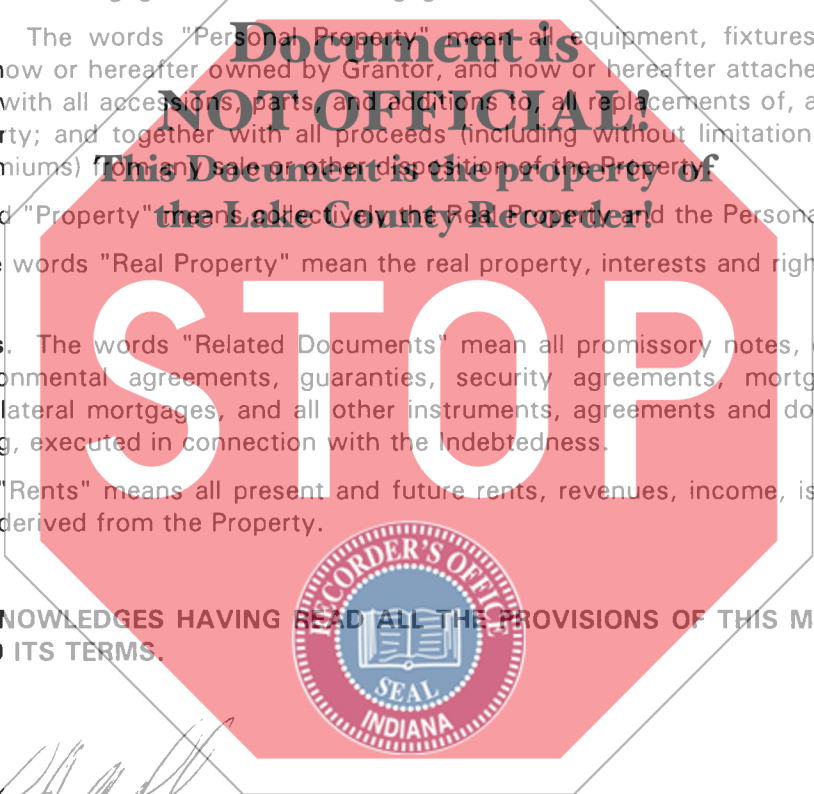 Document is
NOT OFFICIAL!
This Document is the property of
the Lake County Recorder!
STOP
RECORDER'S OFFICE
SEAL
INDIANA
The words "Personal Property" mean all equipment, fixtures
now or hereafter owned by Grantor, and now or hereafter attache
with all accessions, parts, and additions to, all replacements of, a
rty; and together with all proceeds (including without limitation
miums) from any sale or other disposition of the Property.
d "Property" means collectively the Real Property and the Persona
e words "Real Property" mean the real property, interests and righ
s. The words "Related Documents" mean all promissory notes,
onmental agreements, guaranties, security agreements, mortg
lateral mortgages, and all other instruments, agreements and do
g, executed in connection with the Indebtedness.
"Rents" means all present and future rents, revenues, income, is
derived from the Property.
NOWLEDGES HAVING READ ALL THE PROVISIONS OF THIS M
ITS TERMS.